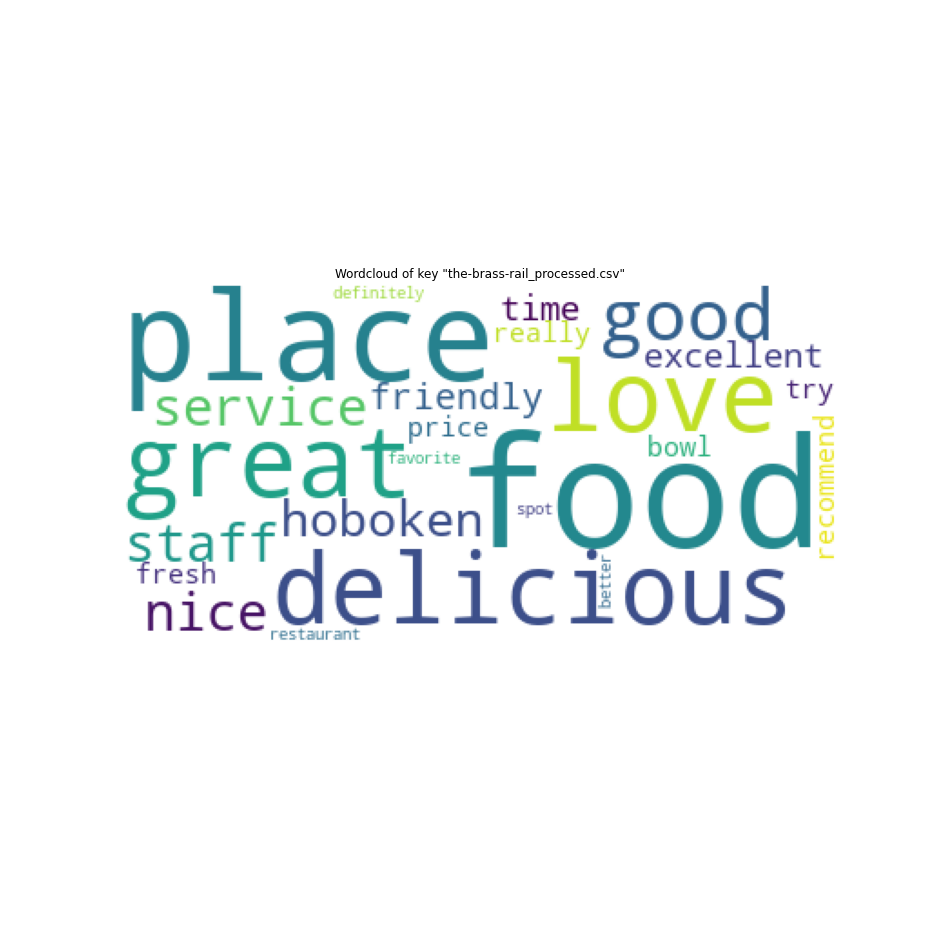 Wordcloud of key "the-brass-rail_processed.csv"
definitely
place
time
good
really
excellent
love
try
service
friendly
price
great
favorite
bowl
recommend
food
hoboken
spot
staff
fresh
delicious
better
nice
restaurant